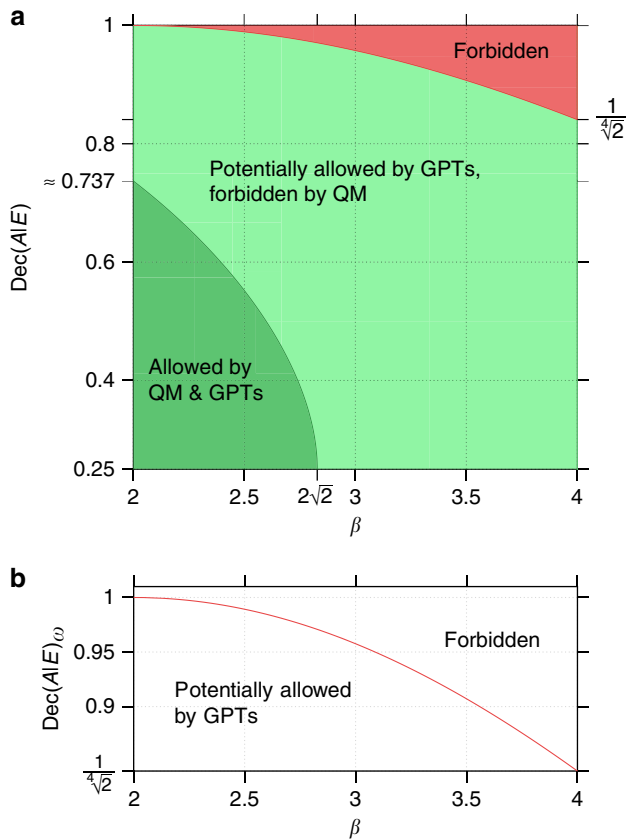 a
1
Forbidden
1/∜2
0.8
Potentially allowed by GPTs,
forbidden by QM
≈ 0.737
Dec(A|E)
0.6
Allowed by
QM & GPTs
0.4
0.25
2 2.5 2√2 3 3.5 4
β
b
1
Forbidden
0.95
Dec(A|E)ω
Potentially allowed
by GPTs
0.9
1/∜2
2 2.5 3 3.5 4
β